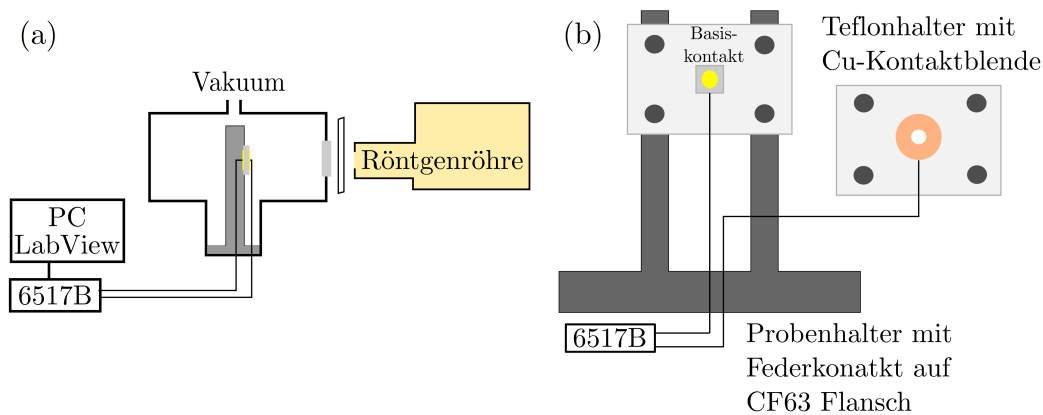 (a)
Vakuum
Röntgenröhre
PC
LabView
6517B
(b)
Basis-
kontakt
Teflonhalter mit
Cu-Kontaktblende
6517B
Probenhalter mit
Federkonatkt auf
CF63 Flansch